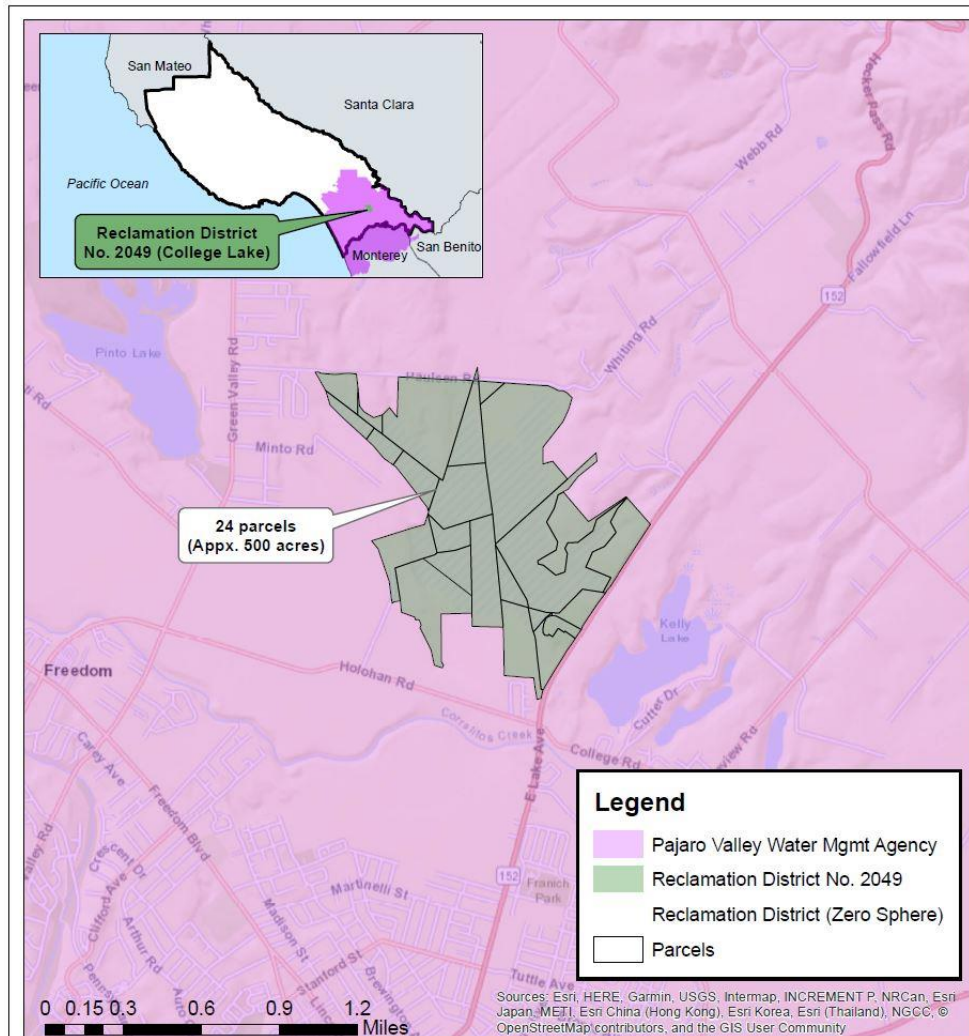 San Mateo
Santa Clara
Pacific Ocean
Reclamation District
No. 2049 (College Lake)
San Benito
Monterey
Hecker Pass Rd
Webb Rd
Fallowfield Ln
152
Whiting Rd
Pinto Lake
Green Valley Rd
Paulsen Rd
Minto Rd
24 parcels
(Appx. 500 acres)
Kelly
Lake
Freedom
Holohan Rd
Cutter Dr
Corralitos Creek
College Rd
E Lake Ave
Carey Ave
Freedom Blvd
Crescent Dr
Clifford Ave
Arthur Rd
Martinelli St
Madison St
Stanford St
152
Franich
Park
Tuttle Ave
Legend
Pajaro Valley Water Mgmt Agency
Reclamation District No. 2049
Reclamation District (Zero Sphere)
Parcels
0 0.15 0.3 0.6 0.9 1.2
Miles
Sources: Esri, HERE, Garmin, USGS, Intermap, INCREMENT P, NRCan, Esri
Japan, METI, Esri China (Hong Kong), Esri Korea, Esri (Thailand), NGCC, ©
OpenStreetMap contributors, and the GIS User Community